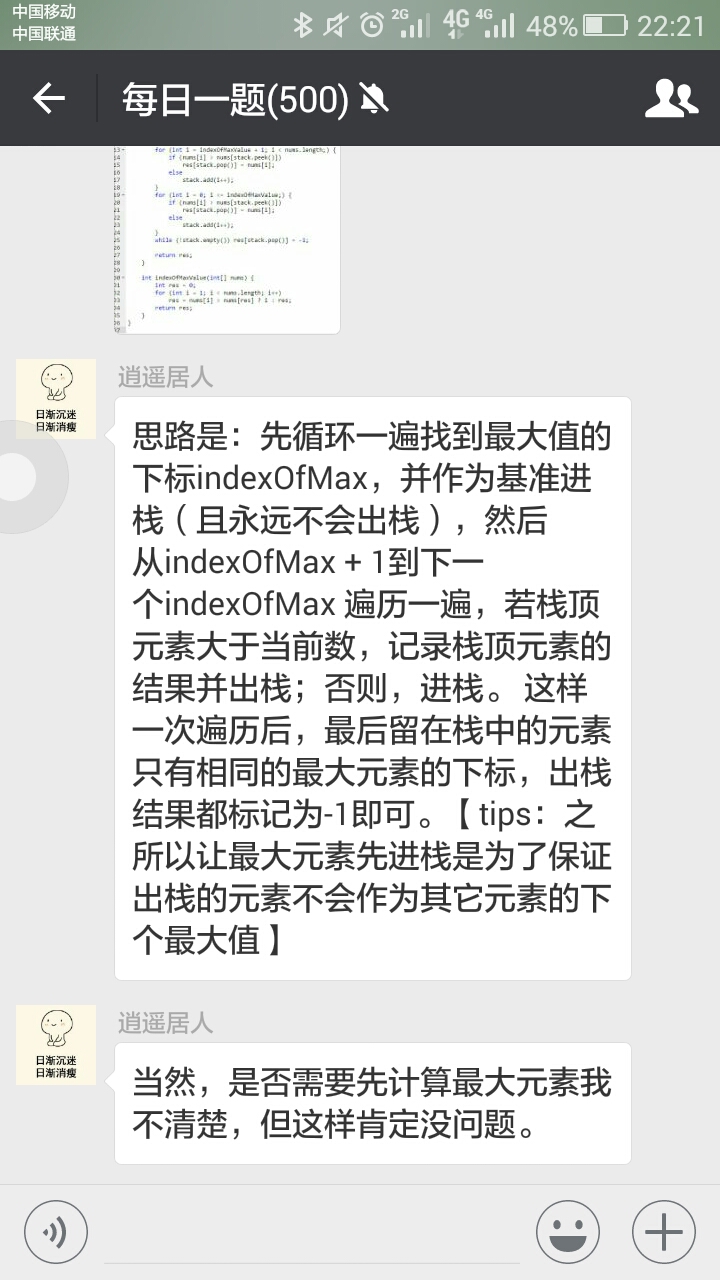 中国移动
中国联通
2G 4G 4G 48% 22:21
每日一题(500)
13 for (int i = indexOfMaxValue + 1; i < nums.length;) {
14 if (nums[i] > nums[stack.peek()])
15 res[stack.pop()] = nums[i];
16 else
17 stack.add(i++);
18 }
19 for (int i = 0; i <= indexOfMaxValue;) {
20 if (nums[i] > nums[stack.peek()])
21 res[stack.pop()] = nums[i];
22 else
23 stack.add(i++);
24 }
25 while (!stack.empty()) res[stack.pop()] = -1;
26
27 return res;
28 }
29
30 int indexOfMaxValue(int[] nums) {
31 int res = 0;
32 for (int i = 1; i < nums.length; i++)
33 res = nums[i] > nums[res] ? i : res;
34 return res;
35 }
36 }
37
逍遥居人
日渐沉迷
日渐消瘦
思路是：先循环一遍找到最大值的
下标indexOfMax，并作为基准进
栈（且永远不会出栈），然后
从indexOfMax + 1到下一
个indexOfMax 遍历一遍，若栈顶
元素大于当前数，记录栈顶元素的
结果并出栈；否则，进栈。 这样
一次遍历后，最后留在栈中的元素
只有相同的最大元素的下标，出栈
结果都标记为-1即可。【 tips：之
所以让最大元素先进栈是为了保证
出栈的元素不会作为其它元素的下
个最大值 】
逍遥居人
日渐沉迷
日渐消瘦
当然，是否需要先计算最大元素我
不清楚，但这样肯定没问题。